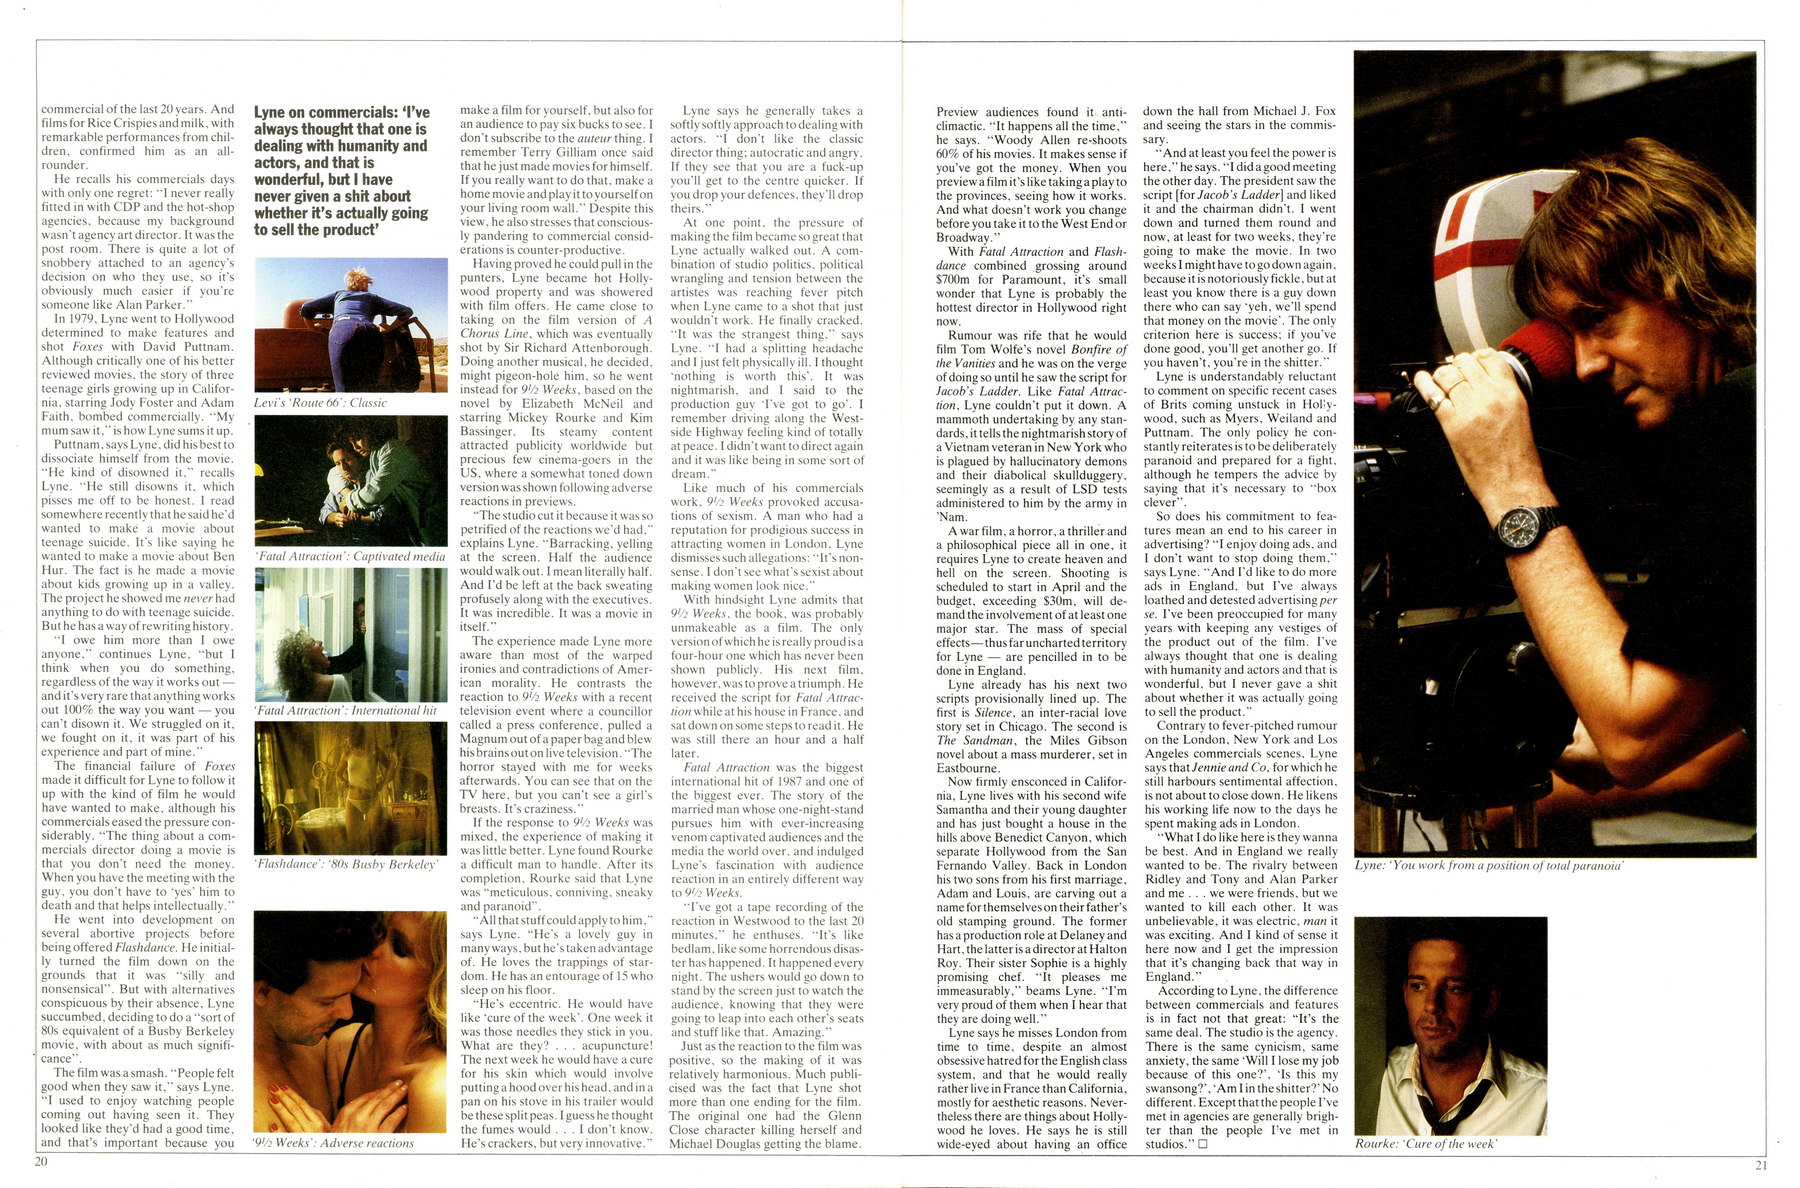 commercial of the last 20 years. And
films for Rice Crispies and milk, with
remarkable performances from chil-
dren, confirmed him as an all-
rounder.
He recalls his commercials days
with only one regret: “I never really
fitted in with CDP and the hot-shop
agencies, because my background
wasn't agency art director. It was the
post room. There is quite a lot of
snobbery attached to an agency's
decision on who they use, so it's
obviously much easier if you're
someone like Alan Parker.”
In 1979, Lyne went to Hollywood
determined to make features and
shot Foxes with David Puttnam.
Although critically one of his better
reviewed movies, the story of three
teenage girls growing up in Califor-
nia, starring Jody Foster and Adam
Faith, bombed commercially. “My
mum saw it,” is how Lyne sums it up.
Puttnam, says Lyne, did his best to
dissociate himself from the movie.
“He kind of disowned it,” recalls
Lyne. “He still disowns it, which
pisses me off to be honest. I read
somewhere recently that he said he'd
wanted to make a movie about
teenage suicide. It's like saying he
wanted to make a movie about Ben
Hur. The fact is he made a movie
about kids growing up in a valley.
The project he showed me never had
anything to do with teenage suicide.
But he has a way of rewriting history.
“I owe him more than I owe
anyone,” continues Lyne, “but I
think when you do something,
regardless of the way it works out —
and it's very rare that anything works
out 100% the way you want — you
can't disown it. We struggled on it,
we fought on it, it was part of his
experience and part of mine.”
The financial failure of Foxes
made it difficult for Lyne to follow it
up with the kind of film he would
have wanted to make, although his
commercials eased the pressure con-
siderably. “The thing about a com-
mercials director doing a movie is
that you don't need the money.
When you have the meeting with the
guy, you don't have to ‘yes’ him to
death and that helps intellectually.”
He went into development on
several abortive projects before
being offered Flashdance. He initial-
ly turned the film down on the
grounds that it was “silly and
nonsensical”. But with alternatives
conspicuous by their absence, Lyne
succumbed, deciding to do a “sort of
80s equivalent of a Busby Berkeley
movie, with about as much signifi-
cance”.
The film was a smash. “People felt
good when they saw it,” says Lyne.
“I used to enjoy watching people
coming out having seen it. They
looked like they'd had a good time,
and that's important because you
20
Lyne on commercials: ‘I've
always thought that one is
dealing with humanity and
actors, and that is
wonderful, but I have
never given a shit about
whether it's actually going
to sell the product’
Levi's ‘Route 66’: Classic
‘Fatal Attraction’: Captivated media
‘Fatal Attraction’: International hit
‘Flashdance’: ‘80s Busby Berkeley’
‘9½ Weeks’: Adverse reactions
make a film for yourself, but also for
an audience to pay six bucks to see. I
don't subscribe to the auteur thing. I
remember Terry Gilliam once said
that he just made movies for himself.
If you really want to do that, make a
home movie and play it to yourself on
your living room wall.” Despite this
view, he also stresses that conscious-
ly pandering to commercial consid-
erations is counter-productive.
Having proved he could pull in the
punters, Lyne became hot Holly-
wood property and was showered
with film offers. He came close to
taking on the film version of A
Chorus Line, which was eventually
shot by Sir Richard Attenborough.
Doing another musical, he decided,
might pigeon-hole him, so he went
instead for 9½ Weeks, based on the
novel by Elizabeth McNeil and
starring Mickey Rourke and Kim
Bassinger. Its steamy content
attracted publicity worldwide but
precious few cinema-goers in the
US, where a somewhat toned down
version was shown following adverse
reactions in previews.
“The studio cut it because it was so
petrified of the reactions we'd had,”
explains Lyne. “Barracking, yelling
at the screen. Half the audience
would walk out. I mean literally half.
And I'd be left at the back sweating
profusely along with the executives.
It was incredible. It was a movie in
itself.”
The experience made Lyne more
aware than most of the warped
ironies and contradictions of Amer-
ican morality. He contrasts the
reaction to 9½ Weeks with a recent
television event where a councillor
called a press conference, pulled a
Magnum out of a paper bag and blew
his brains out on live television. “The
horror stayed with me for weeks
afterwards. You can see that on the
TV here, but you can't see a girl's
breasts. It's craziness.”
If the response to 9½ Weeks was
mixed, the experience of making it
was little better. Lyne found Rourke
a difficult man to handle. After its
completion, Rourke said that Lyne
was “meticulous, conniving, sneaky
and paranoid”.
“All that stuff could apply to him,”
says Lyne. “He's a lovely guy in
many ways, but he's taken advantage
of. He loves the trappings of star-
dom. He has an entourage of 15 who
sleep on his floor.
“He's eccentric. He would have
like ‘cure of the week’. One week it
was those needles they stick in you.
What are they? . . . acupuncture!
The next week he would have a cure
for his skin which would involve
putting a hood over his head, and in a
pan on his stove in his trailer would
be these split peas. I guess he thought
the fumes would . . . I don't know.
He's crackers, but very innovative.”
Lyne says he generally takes a
softly softly approach to dealing with
actors. “I don't like the classic
director thing; autocratic and angry.
If they see that you are a fuck-up
you'll get to the centre quicker. If
you drop your defences, they'll drop
theirs.”
At one point, the pressure of
making the film became so great that
Lyne actually walked out. A com-
bination of studio politics, political
wrangling and tension between the
artistes was reaching fever pitch
when Lyne came to a shot that just
wouldn't work. He finally cracked.
“It was the strangest thing,” says
Lyne. “I had a splitting headache
and I just felt physically ill. I thought
‘nothing is worth this’. It was
nightmarish, and I said to the
production guy ‘I've got to go’. I
remember driving along the West-
side Highway feeling kind of totally
at peace. I didn't want to direct again
and it was like being in some sort of
dream.”
Like much of his commercials
work, 9½ Weeks provoked accusa-
tions of sexism. A man who had a
reputation for prodigious success in
attracting women in London, Lyne
dismisses such allegations: “It's non-
sense. I don't see what's sexist about
making women look nice.”
With hindsight Lyne admits that
9½ Weeks, the book, was probably
unmakeable as a film. The only
version of which he is really proud is a
four-hour one which has never been
shown publicly. His next film,
however, was to prove a triumph. He
received the script for Fatal Attrac-
tion while at his house in France, and
sat down on some steps to read it. He
was still there an hour and a half
later.
Fatal Attraction was the biggest
international hit of 1987 and one of
the biggest ever. The story of the
married man whose one-night-stand
pursues him with ever-increasing
venom captivated audiences and the
media the world over, and indulged
Lyne's fascination with audience
reaction in an entirely different way
to 9½ Weeks.
“I've got a tape recording of the
reaction in Westwood to the last 20
minutes,” he enthuses. “It's like
bedlam, like some horrendous disas-
ter has happened. It happened every
night. The ushers would go down to
stand by the screen just to watch the
audience, knowing that they were
going to leap into each other's seats
and stuff like that. Amazing.”
Just as the reaction to the film was
positive, so the making of it was
relatively harmonious. Much publi-
cised was the fact that Lyne shot
more than one ending for the film.
The original one had the Glenn
Close character killing herself and
Michael Douglas getting the blame.
Preview audiences found it anti-
climactic. “It happens all the time,”
he says. “Woody Allen re-shoots
60% of his movies. It makes sense if
you've got the money. When you
preview a film it's like taking a play to
the provinces, seeing how it works.
And what doesn't work you change
before you take it to the West End or
Broadway.”
With Fatal Attraction and Flash-
dance combined grossing around
$700m for Paramount, it's small
wonder that Lyne is probably the
hottest director in Hollywood right
now.
Rumour was rife that he would
film Tom Wolfe's novel Bonfire of
the Vanities and he was on the verge
of doing so until he saw the script for
Jacob's Ladder. Like Fatal Attrac-
tion, Lyne couldn't put it down. A
mammoth undertaking by any stan-
dards, it tells the nightmarish story of
a Vietnam veteran in New York who
is plagued by hallucinatory demons
and their diabolical skullduggery,
seemingly as a result of LSD tests
administered to him by the army in
'Nam.
A war film, a horror, a thriller and
a philosophical piece all in one, it
requires Lyne to create heaven and
hell on the screen. Shooting is
scheduled to start in April and the
budget, exceeding $30m, will de-
mand the involvement of at least one
major star. The mass of special
effects—thus far uncharted territory
for Lyne — are pencilled in to be
done in England.
Lyne already has his next two
scripts provisionally lined up. The
first is Silence, an inter-racial love
story set in Chicago. The second is
The Sandman, the Miles Gibson
novel about a mass murderer, set in
Eastbourne.
Now firmly ensconced in Califor-
nia, Lyne lives with his second wife
Samantha and their young daughter
and has just bought a house in the
hills above Benedict Canyon, which
separate Hollywood from the San
Fernando Valley. Back in London
his two sons from his first marriage,
Adam and Louis, are carving out a
name for themselves on their father's
old stamping ground. The former
has a production role at Delaney and
Hart, the latter is a director at Halton
Roy. Their sister Sophie is a highly
promising chef. “It pleases me
immeasurably,” beams Lyne. “I'm
very proud of them when I hear that
they are doing well.”
Lyne says he misses London from
time to time, despite an almost
obsessive hatred for the English class
system, and that he would really
rather live in France than California,
mostly for aesthetic reasons. Never-
theless there are things about Holly-
wood he loves. He says he is still
wide-eyed about having an office
down the hall from Michael J. Fox
and seeing the stars in the commis-
sary.
“And at least you feel the power is
here,” he says. “I did a good meeting
the other day. The president saw the
script [for Jacob's Ladder] and liked
it and the chairman didn't. I went
down and turned them round and
now, at least for two weeks, they're
going to make the movie. In two
weeks I might have to go down again,
because it is notoriously fickle, but at
least you know there is a guy down
there who can say ‘yeh, we'll spend
that money on the movie’. The only
criterion here is success; if you've
done good, you'll get another go. If
you haven't, you're in the shitter.”
Lyne is understandably reluctant
to comment on specific recent cases
of Brits coming unstuck in Holly-
wood, such as Myers, Weiland and
Puttnam. The only policy he con-
stantly reiterates is to be deliberately
paranoid and prepared for a fight,
although he tempers the advice by
saying that it's necessary to “box
clever”.
So does his commitment to fea-
tures mean an end to his career in
advertising? “I enjoy doing ads, and
I don't want to stop doing them,”
says Lyne. “And I'd like to do more
ads in England, but I've always
loathed and detested advertising per
se. I've been preoccupied for many
years with keeping any vestiges of
the product out of the film. I've
always thought that one is dealing
with humanity and actors and that is
wonderful, but I never gave a shit
about whether it was actually going
to sell the product.”
Contrary to fever-pitched rumour
on the London, New York and Los
Angeles commercials scenes, Lyne
says that Jennie and Co, for which he
still harbours sentimental affection,
is not about to close down. He likens
his working life now to the days he
spent making ads in London.
“What I do like here is they wanna
be best. And in England we really
wanted to be. The rivalry between
Ridley and Tony and Alan Parker
and me . . . we were friends, but we
wanted to kill each other. It was
unbelievable, it was electric, man it
was exciting. And I kind of sense it
here now and I get the impression
that it's changing back that way in
England.”
According to Lyne, the difference
between commercials and features
is in fact not that great: “It's the
same deal. The studio is the agency.
There is the same cynicism, same
anxiety, the same ‘Will I lose my job
because of this one?’, ‘Is this my
swansong?’, ‘Am I in the shitter?’ No
different. Except that the people I've
met in agencies are generally brigh-
ter than the people I've met in
studios.” □
Lyne: ‘You work from a position of total paranoia’
Rourke: ‘Cure of the week’
21